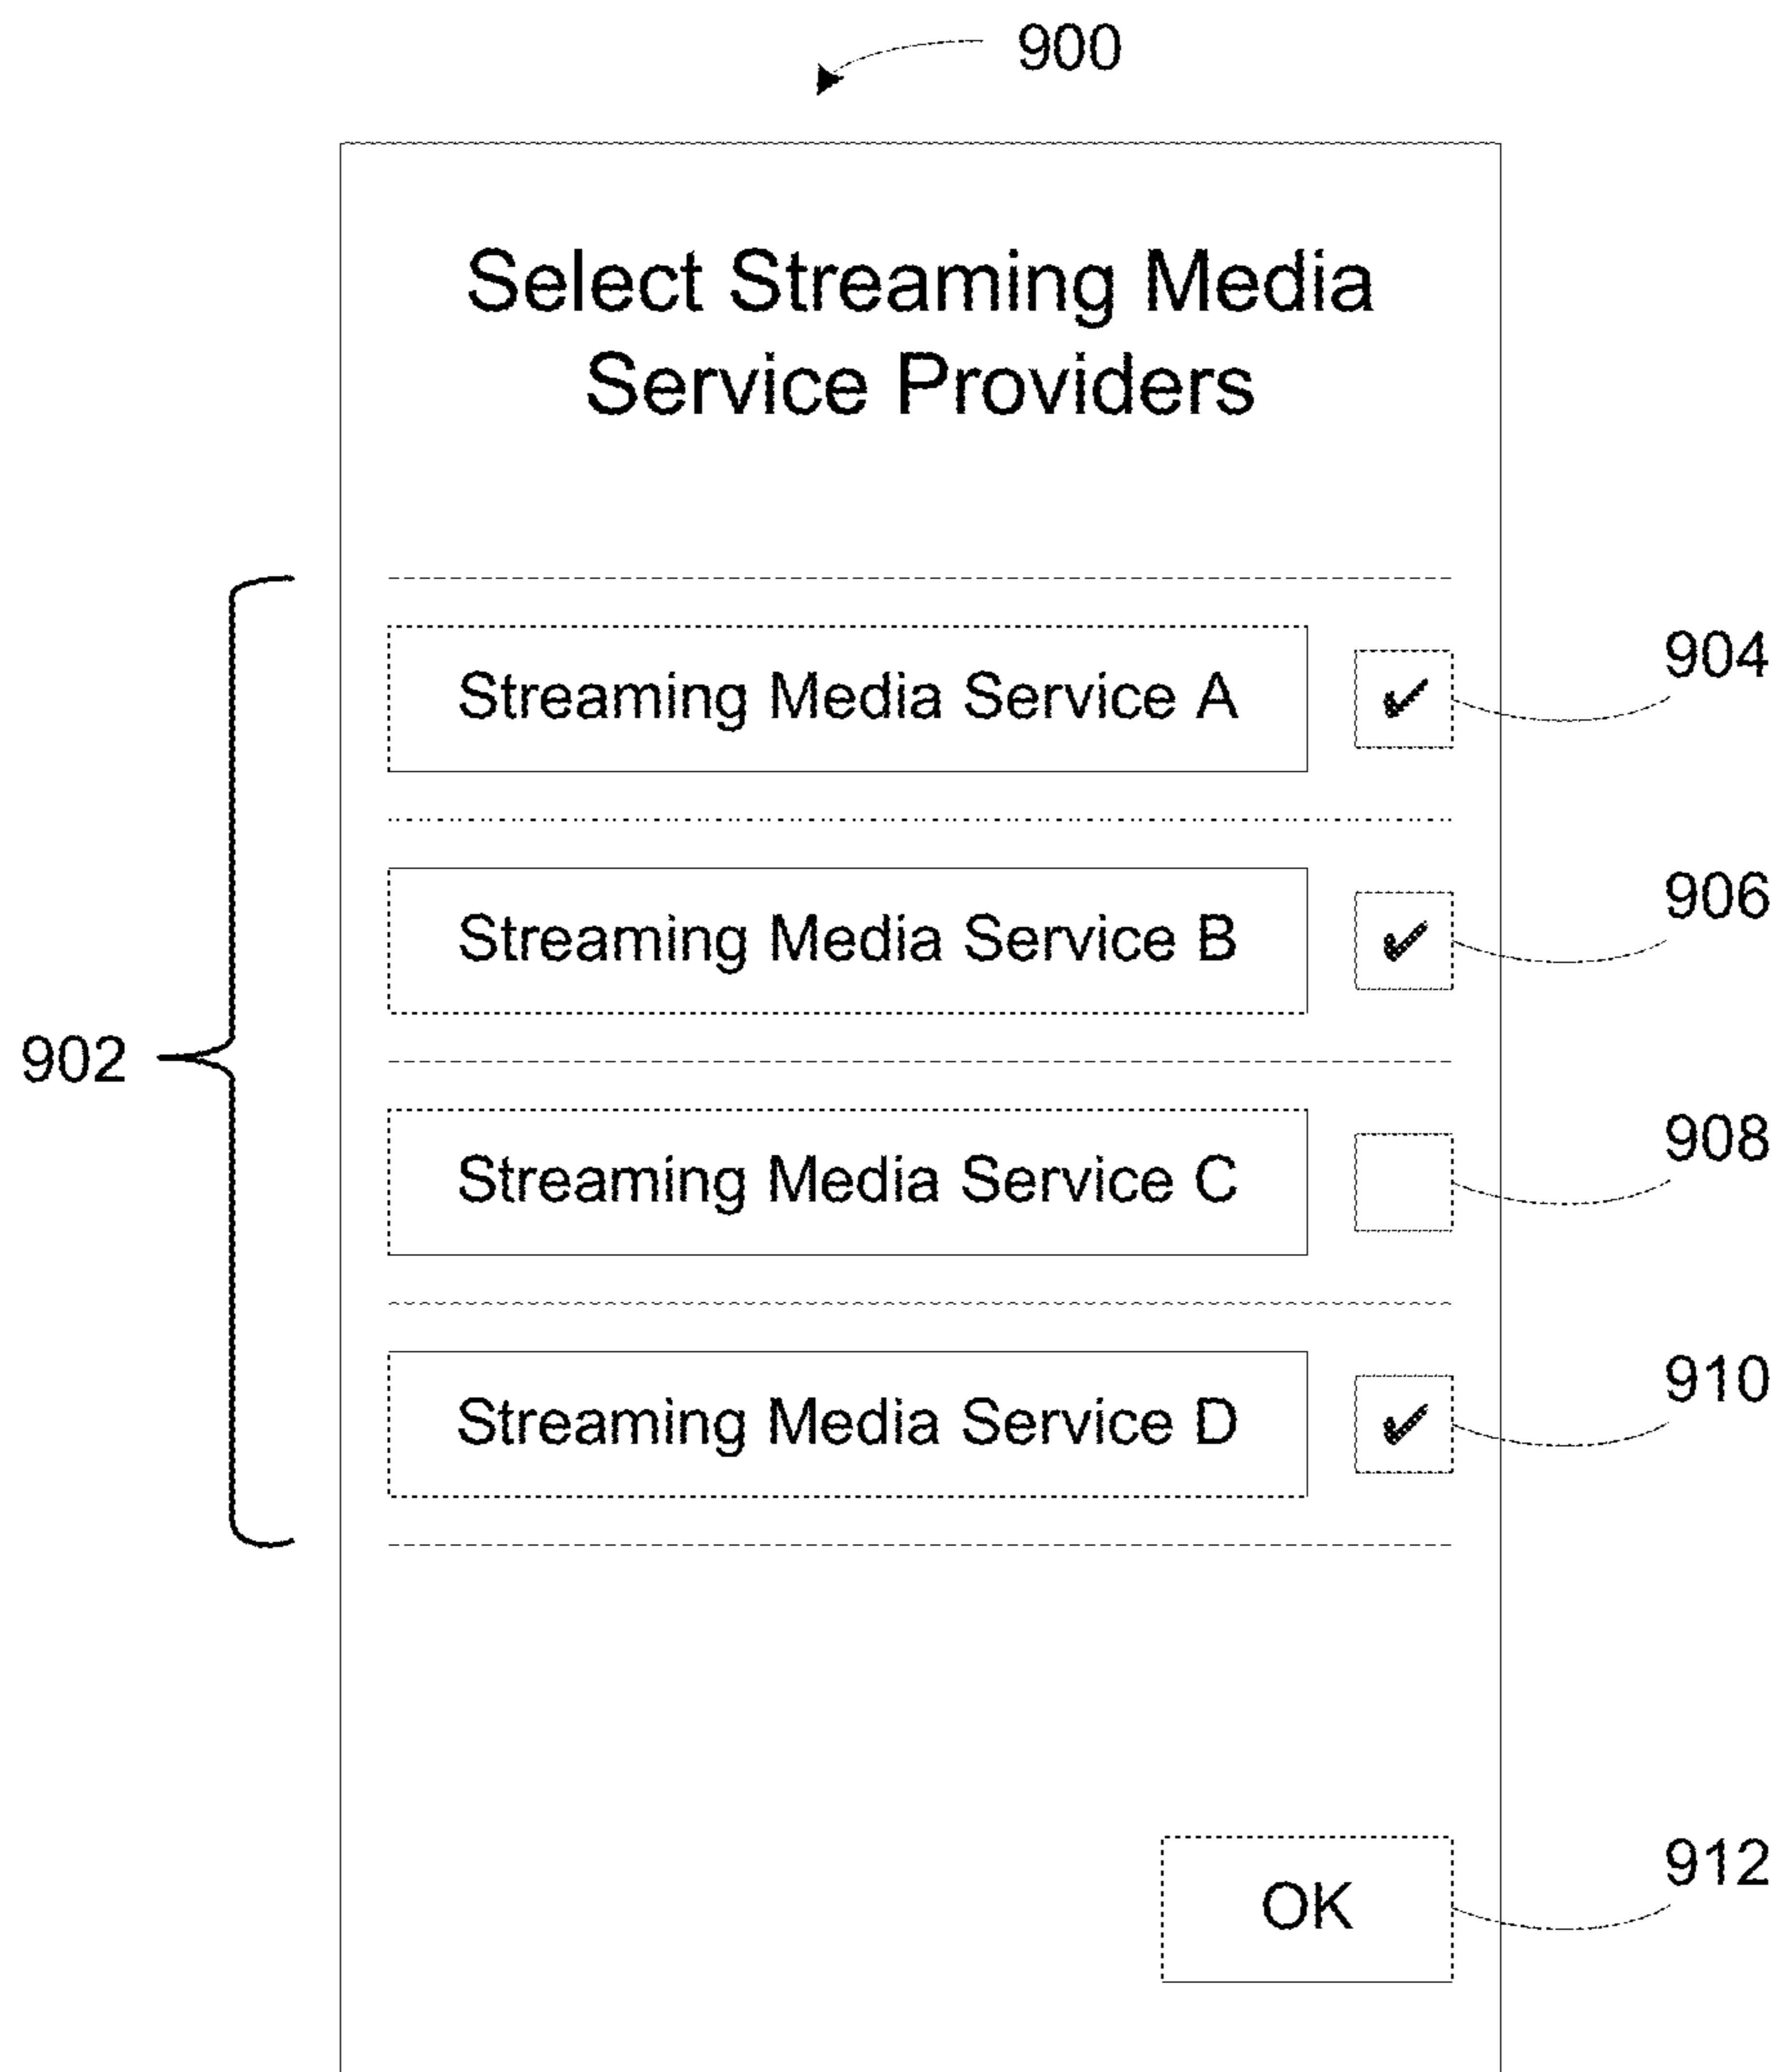 900
Select Streaming Media
Service Providers
902
Streaming Media Service A
✔
904
Streaming Media Service B
✔
906
Streaming Media Service C
908
Streaming Media Service D
✔
910
OK
912